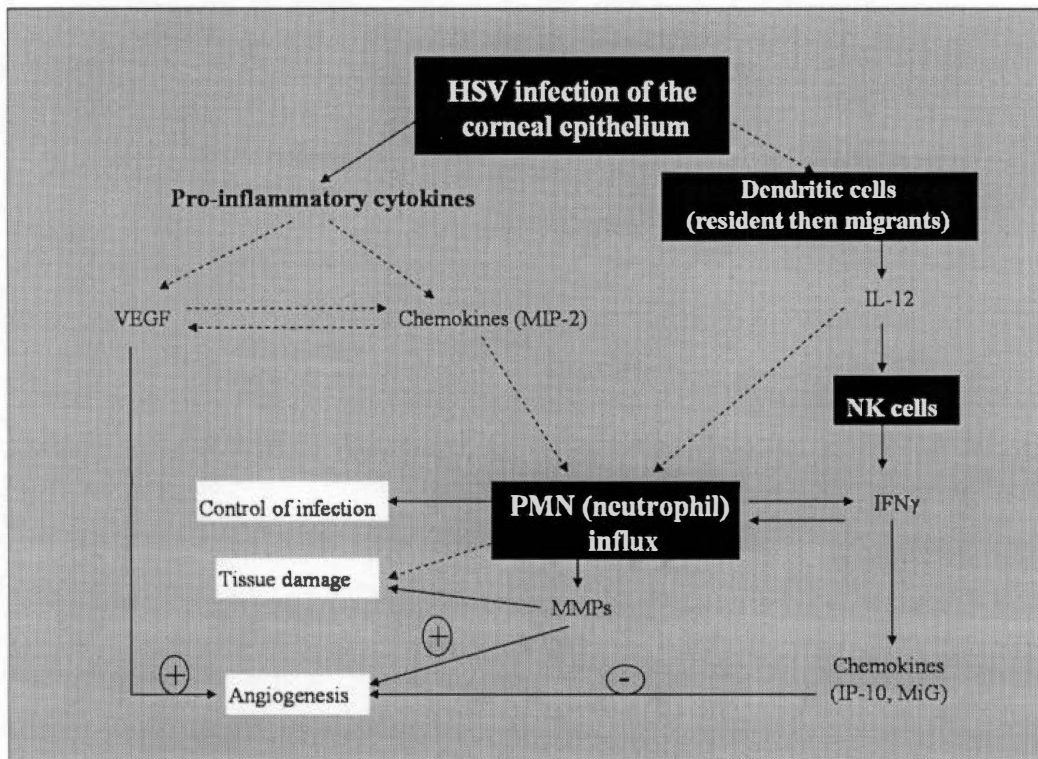 HSV infection of the
corneal epithelium
Pro-inflammatory cytokines
Dendritic cells
(resident then migrants)
VEGF
Chemokines (MIP-2)
IL-12
NK cells
Control of infection
PMN (neutrophil)
influx
IFNγ
Tissue damage
MMPs
+
+
Angiogenesis
-
Chemokines
(IP-10, MiG)